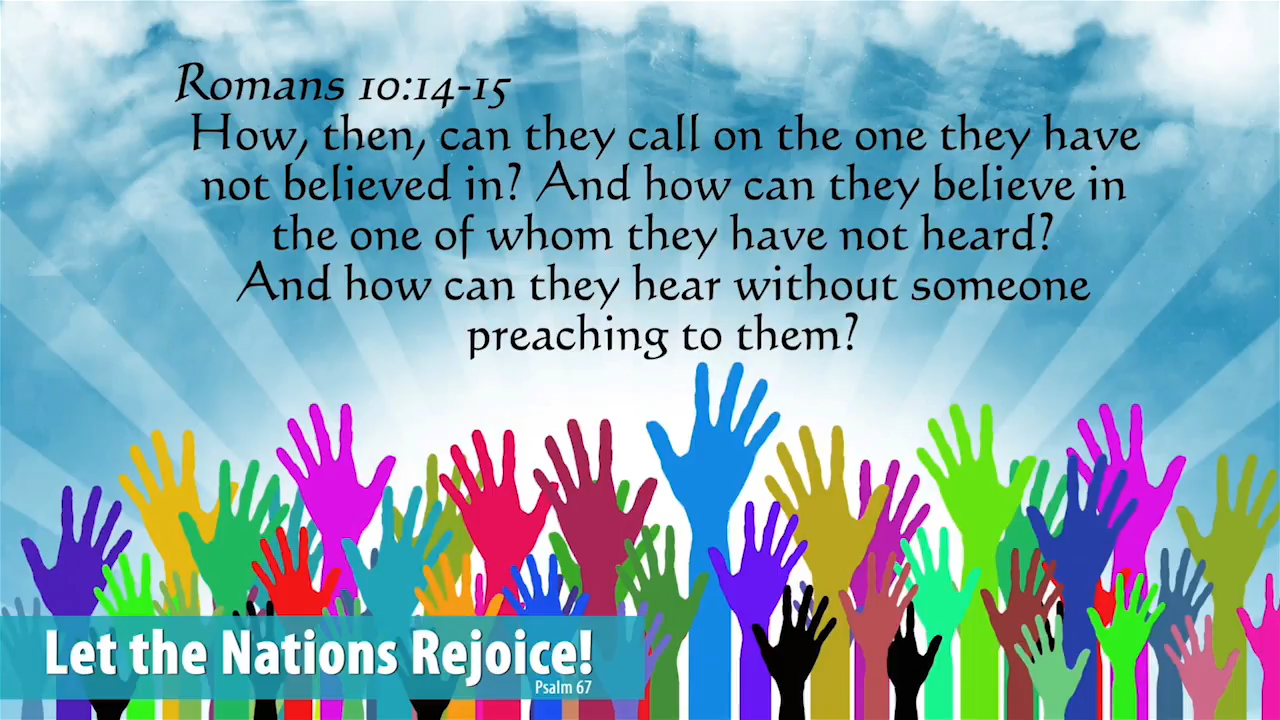 Romans 10:14-15
How, then, can they call on the one they have
not believed in? And how can they believe in
the one of whom they have not heard?
And how can they hear without someone
preaching to them?
Let the Nations Rejoice!
Psalm 67